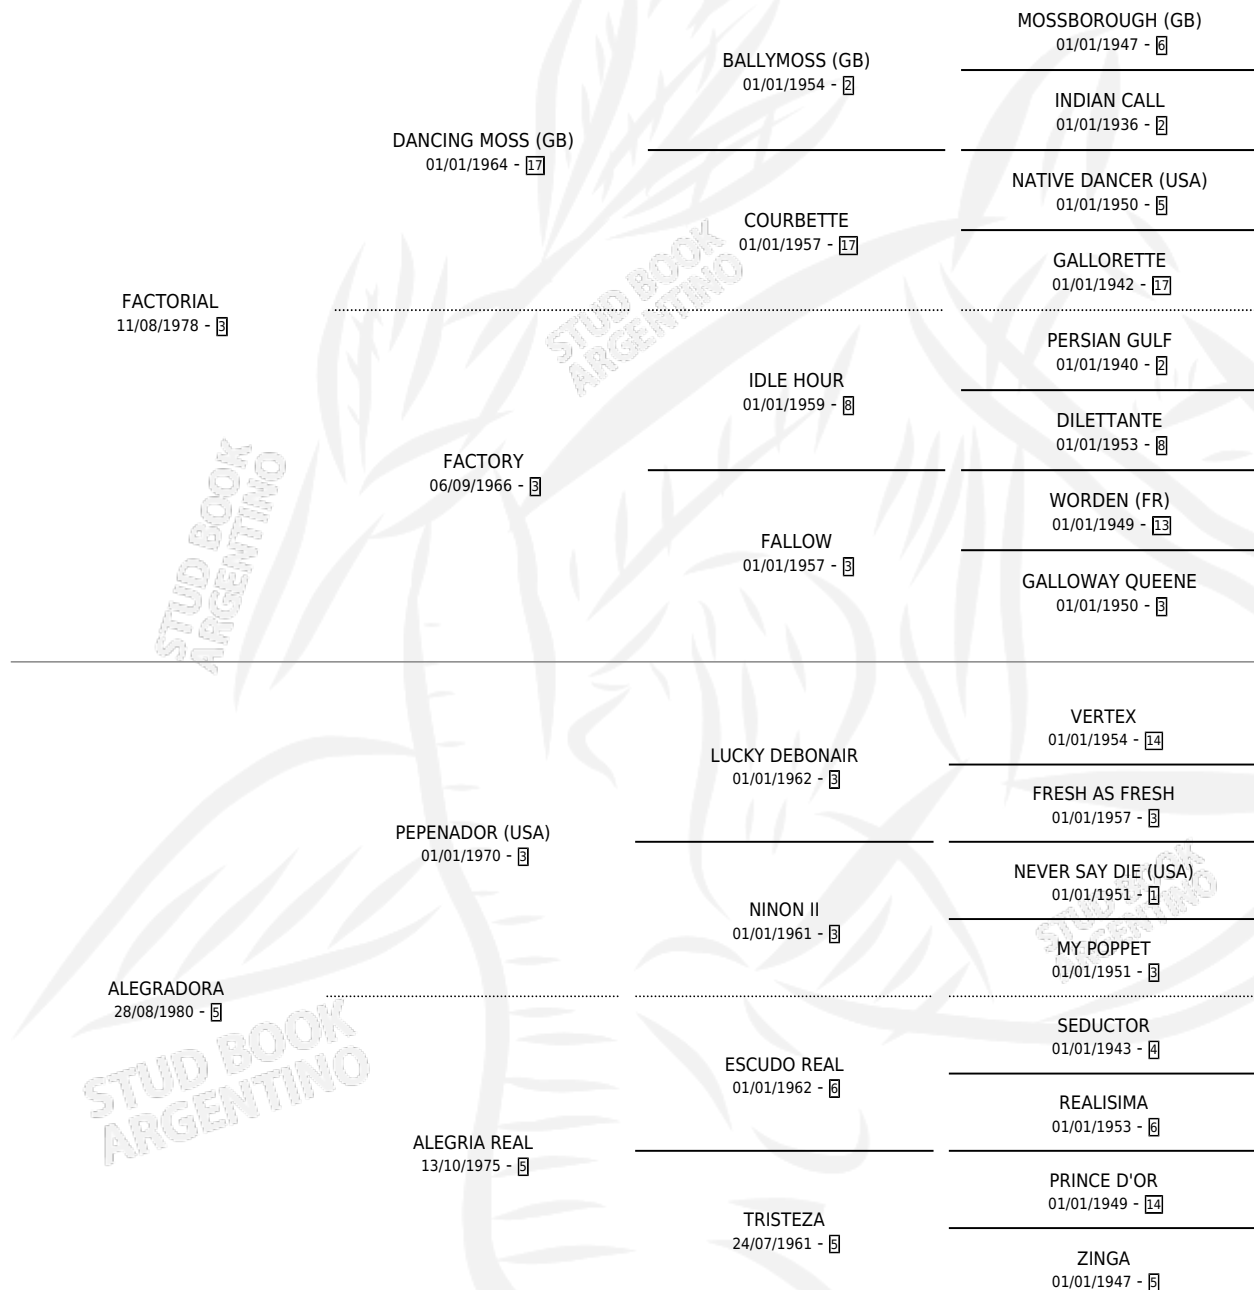 MOSSBOROUGH (GB)
01/01/1947 - 6
BALLYMOSS (GB)
01/01/1954 - 2
INDIAN CALL
01/01/1936 - 2
DANCING MOSS (GB)
01/01/1964 - 17
NATIVE DANCER (USA)
01/01/1950 - 5
COURBETTE
01/01/1957 - 17
GALLORETTE
01/01/1942 - 17
FACTORIAL
11/08/1978 - 3
PERSIAN GULF
01/01/1940 - 2
IDLE HOUR
01/01/1959 - 8
DILETTANTE
01/01/1953 - 8
FACTORY
06/09/1966 - 3
WORDEN (FR)
01/01/1949 - 13
FALLOW
01/01/1957 - 3
GALLOWAY QUEENE
01/01/1950 - 3
VERTEX
01/01/1954 - 14
LUCKY DEBONAIR
01/01/1962 - 3
FRESH AS FRESH
01/01/1957 - 3
PEPENADOR (USA)
01/01/1970 - 3
NEVER SAY DIE (USA)
01/01/1951 - 1
NINON II
01/01/1961 - 3
MY POPPET
01/01/1951 - 3
ALEGRADORA
28/08/1980 - 5
SEDUCTOR
01/01/1943 - 4
ESCUDO REAL
01/01/1962 - 6
REALISIMA
01/01/1953 - 6
ALEGRIA REAL
13/10/1975 - 5
PRINCE D'OR
01/01/1949 - 14
TRISTEZA
24/07/1961 - 5
ZINGA
01/01/1947 - 5
STUD BOOK
ARGENTINO
STUD BOOK
ARGENTINO
STUD BOOK
ARGENTINO
STUD BOOK
ARGENTINO